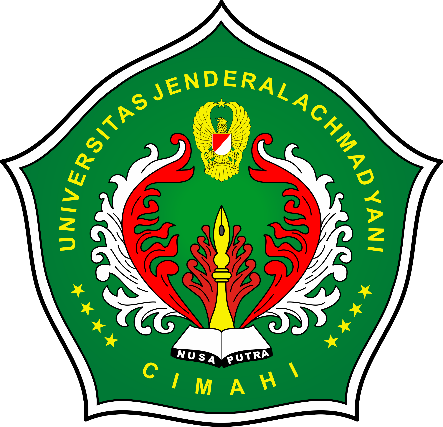 UNIVERSITAS JENDERAL ACHMAD YANI
NUSA PUTRA
CIMAHI